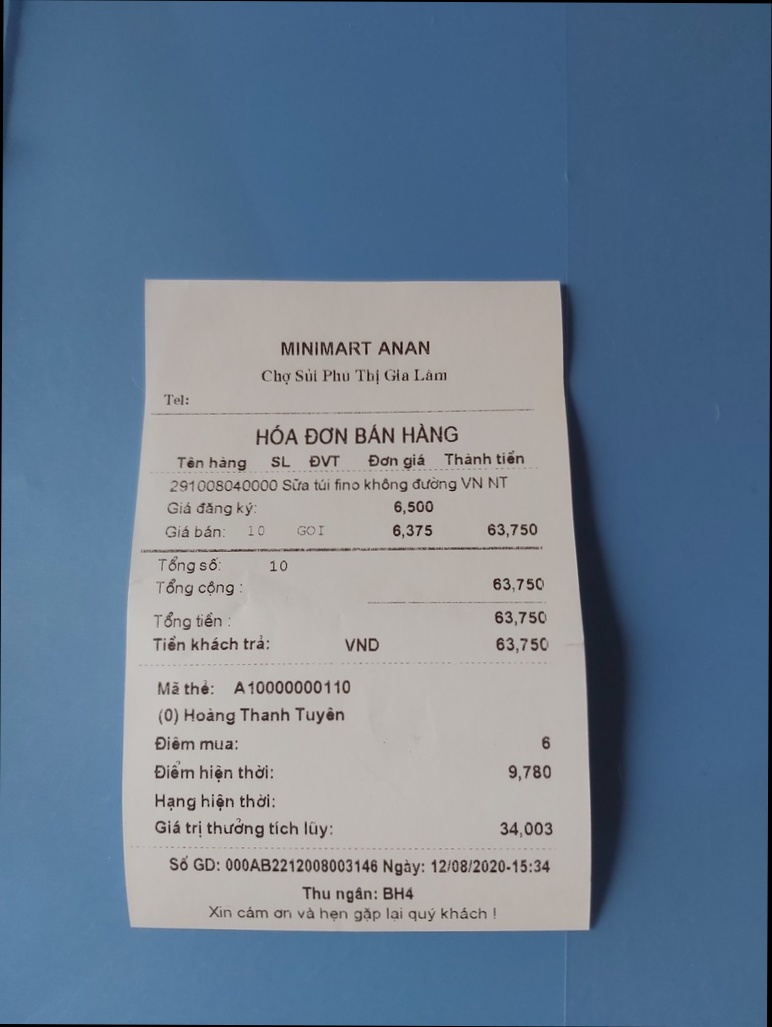 MINIMART ANAN
Chợ Sủi Phú Thị Gia Lâm
Tel:
HÓA ĐƠN BÁN HÀNG
Tên hàng SL ĐVT Đơn giá Thành tiền
291008040000 Sữa túi fino không đường VN NT
Giá đăng ký: 6,500
Giá bán: 10 GOI 6,375 63,750
Tổng số: 10
Tổng cộng : 63,750
Tổng tiền : 63,750
Tiền khách trả: VND 63,750
Mã thẻ: A10000000110
(0) Hoàng Thanh Tuyên
Điểm mua: 6
Điểm hiện thời: 9,780
Hạng hiện thời:
Giá trị thưởng tích lũy: 34,003
Số GD: 000AB2212008003146 Ngày: 12/08/2020-15:34
Thu ngân: BH4
Xin cảm ơn và hẹn gặp lại quý khách !